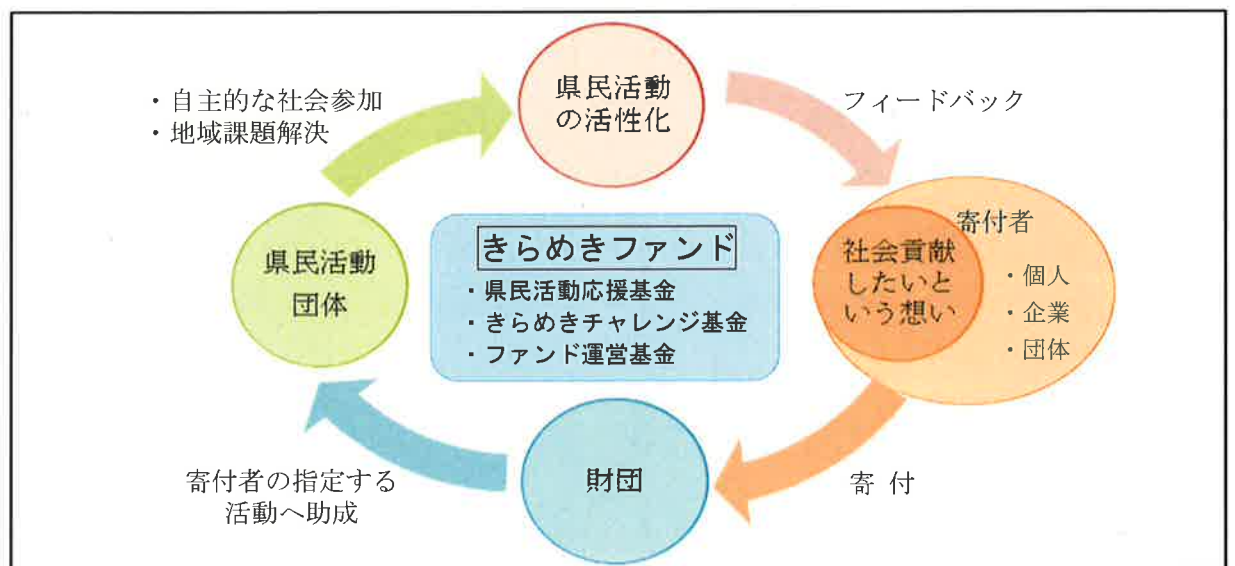 県民活動
の活性化
・自主的な社会参加
・地域課題解決
フィードバック
県民活動
団体
きらめきファンド
・県民活動応援基金
・きらめきチャレンジ基金
・ファンド運営基金
寄付者
社会貢献
したいと
いう想い
・個人
・企業
・団体
寄付者の指定する
活動へ助成
財団
寄 付